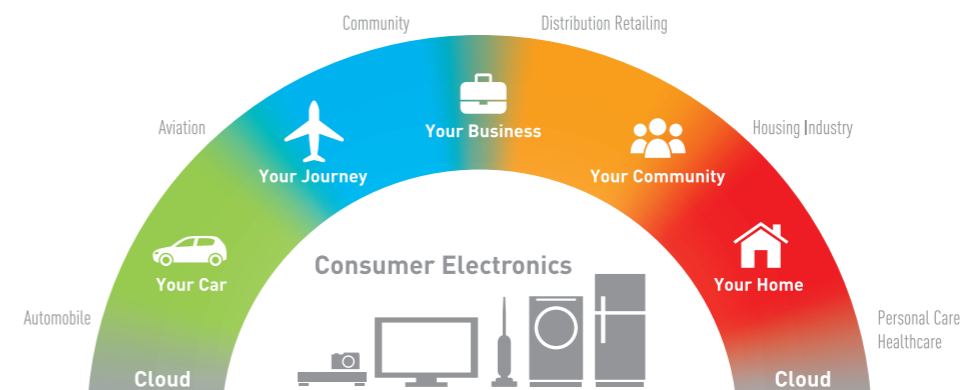 Community
Distribution Retailing
Aviation
Your Business
Housing Industry
Your Journey
Your Community
Consumer Electronics
Your Car
Your Home
Automobile
Personal Care
Healthcare
Cloud
Cloud